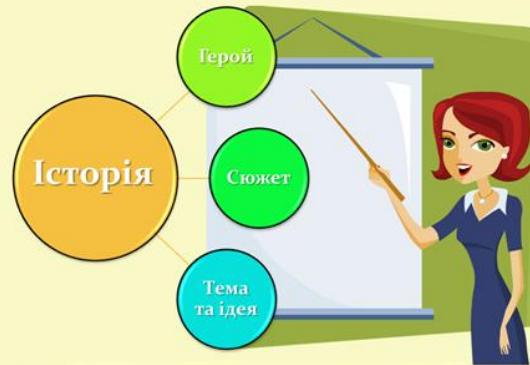 Герой
Історія
Сюжет
Тема
та ідея